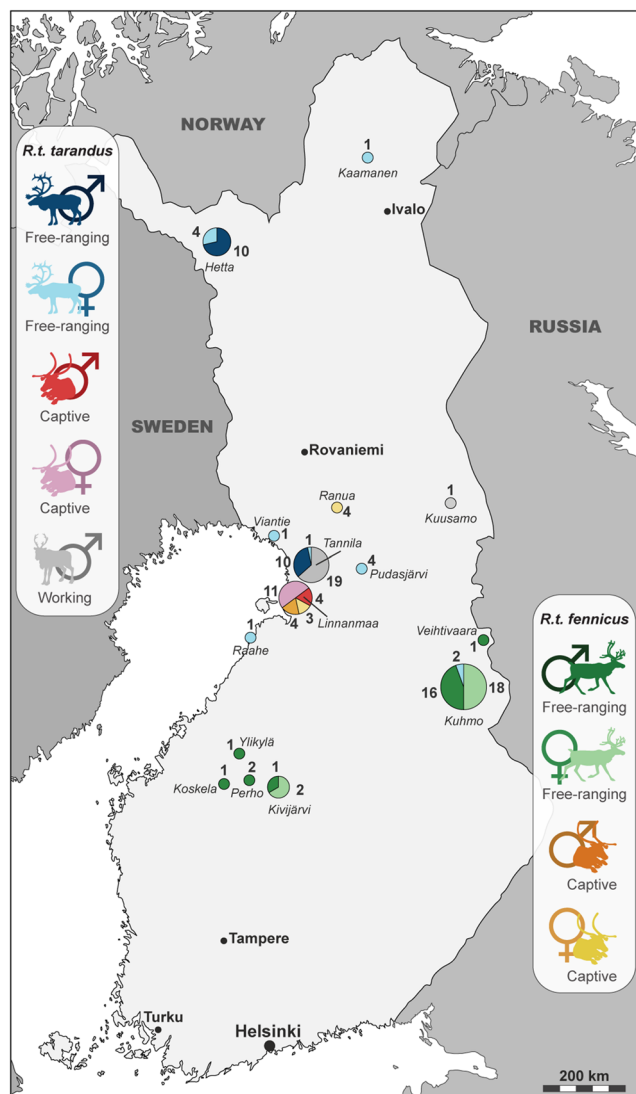 NORWAY
R.t. tarandus
Free-ranging
Free-ranging
Captive
Captive
Working
1
Kaamanen
Ivalo
4
10
Hetta
RUSSIA
SWEDEN
Rovaniemi
Ranua
4
1
Kuusamo
Viantie
1
1
Tannila
10
19
4
Pudasjärvi
11
4
4
3
Linnanmaa
1
Raahe
Veihtivaara
1
2
16
18
Kuhmo
1
Ylikylä
1
Koskela
2
Perho
1
2
Kivijärvi
R.t. fennicus
Free-ranging
Free-ranging
Captive
Captive
Tampere
Turku
Helsinki
200 km